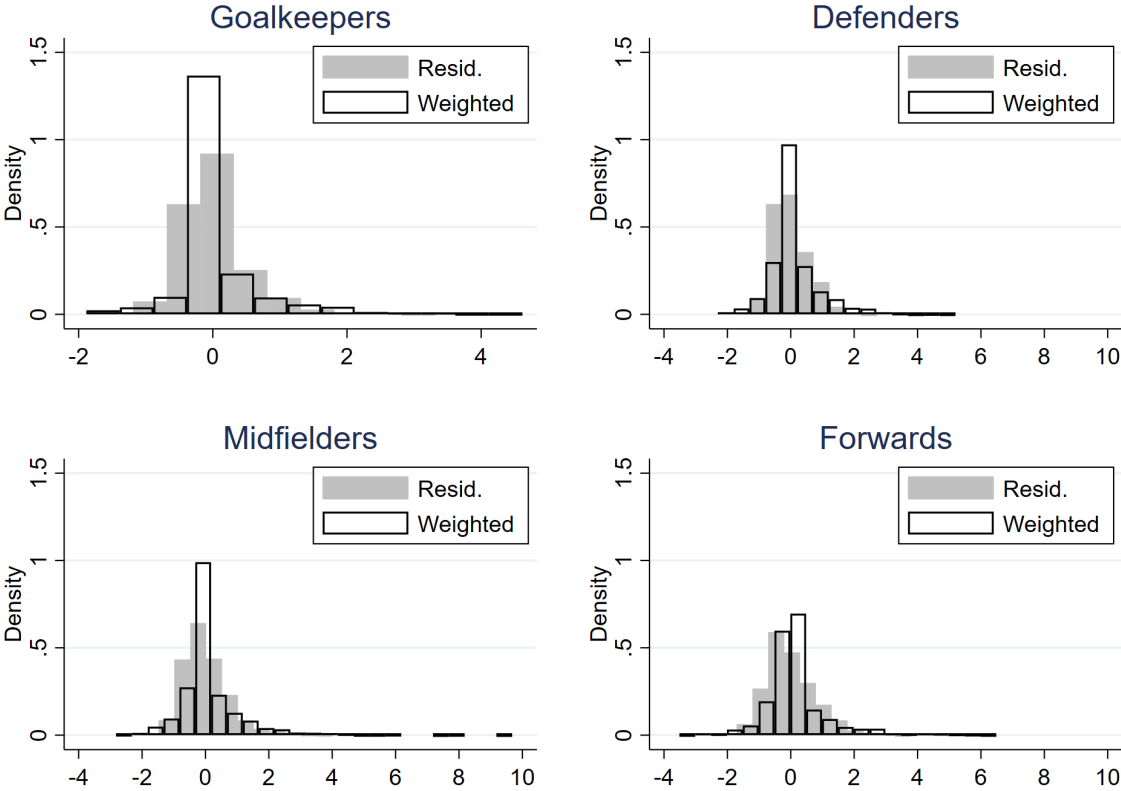 Goalkeepers
Resid.
Weighted
Density
0 .5 1 1.5
-2 0 2 4
Defenders
Resid.
Weighted
Density
0 .5 1 1.5
-4 -2 0 2 4 6 8 10
Midfielders
Resid.
Weighted
Density
0 .5 1 1.5
-4 -2 0 2 4 6 8 10
Forwards
Resid.
Weighted
Density
0 .5 1 1.5
-4 -2 0 2 4 6 8 10